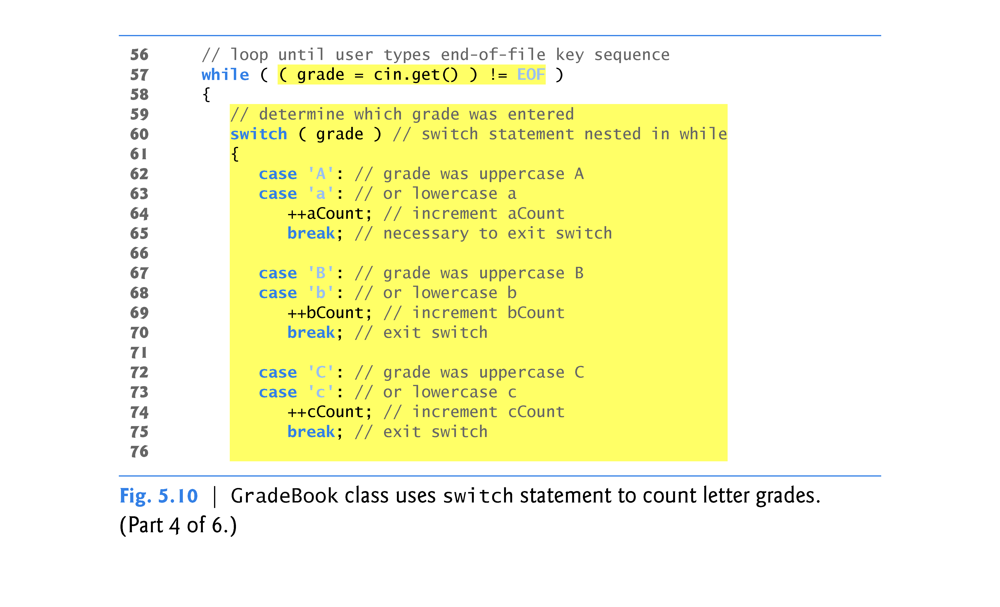 56 // loop until user types end-of-file key sequence
57 while ( ( grade = cin.get() ) != EOF )
58 {
59 // determine which grade was entered
60 switch ( grade ) // switch statement nested in while
61 {
62 case 'A': // grade was uppercase A
63 case 'a': // or lowercase a
64 ++aCount; // increment aCount
65 break; // necessary to exit switch
66
67 case 'B': // grade was uppercase B
68 case 'b': // or lowercase b
69 ++bCount; // increment bCount
70 break; // exit switch
71
72 case 'C': // grade was uppercase C
73 case 'c': // or lowercase c
74 ++cCount; // increment cCount
75 break; // exit switch
76
Fig. 5.10 | GradeBook class uses switch statement to count letter grades.
(Part 4 of 6.)